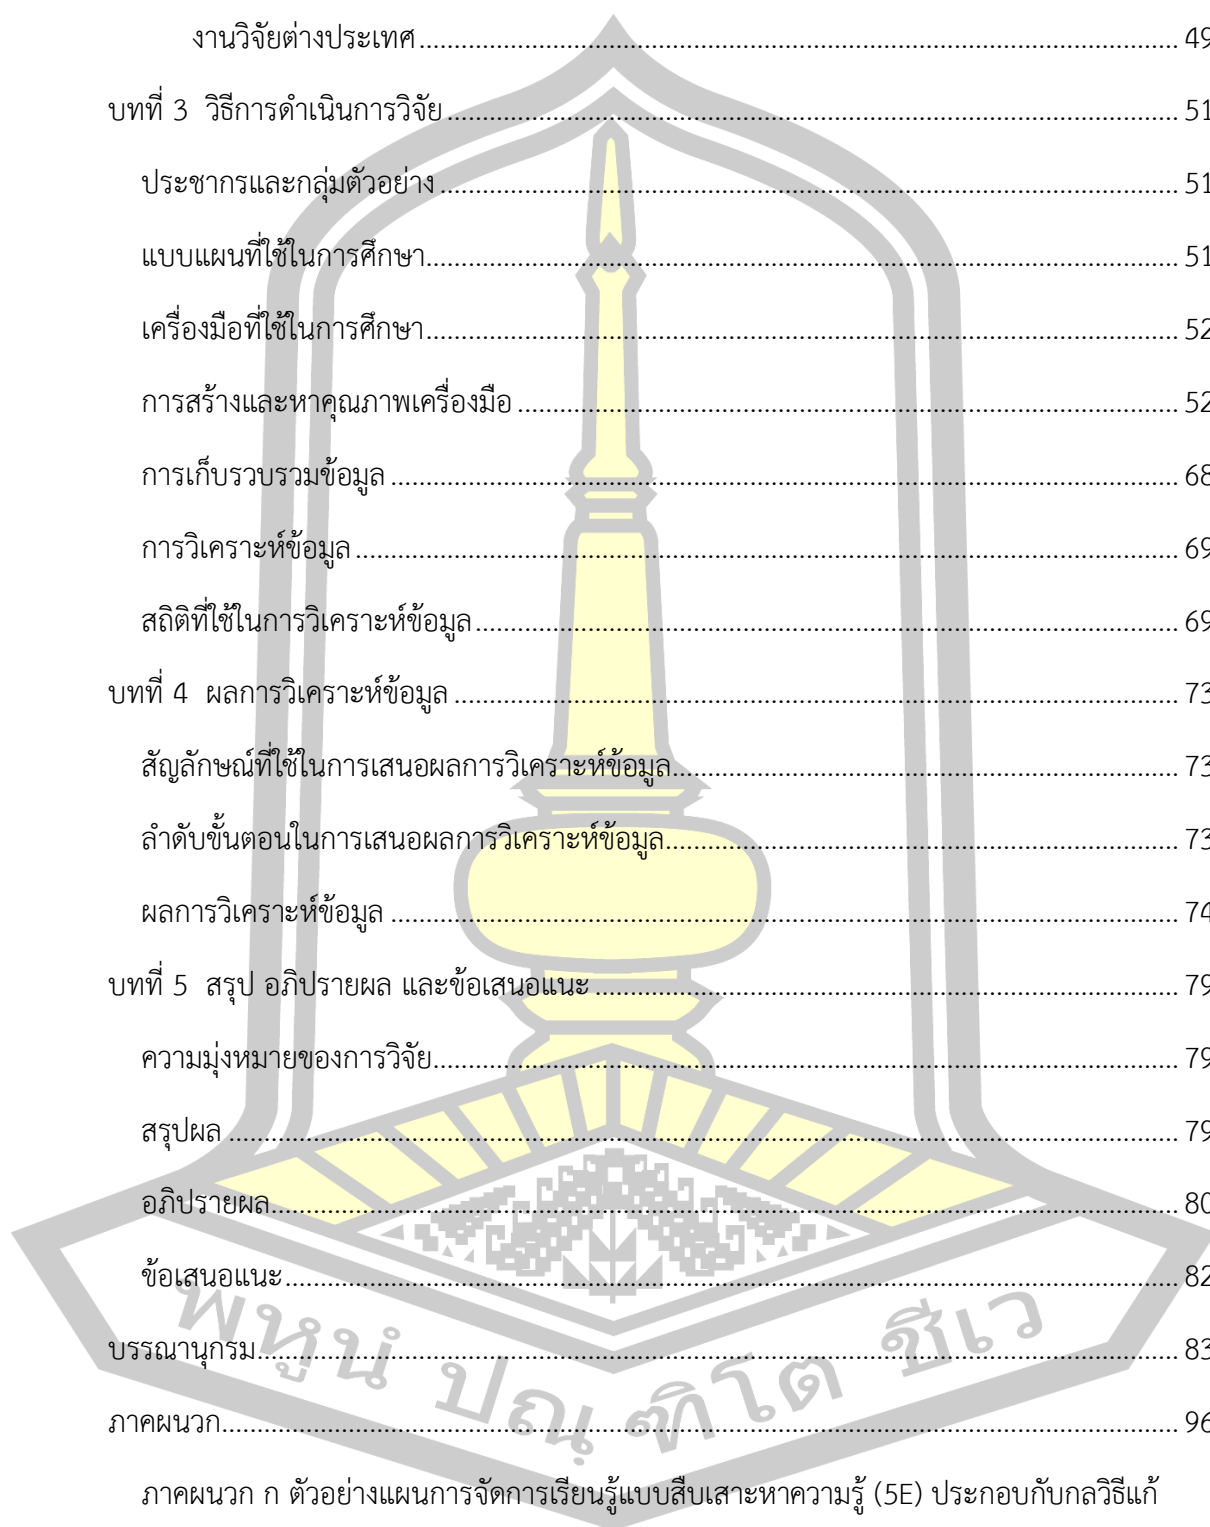 งานวิจัยต่างประเทศ.......... 49
บทที่ 3 วิธีการดำเนินการวิจัย.......... 51
ประชากรและกลุ่มตัวอย่าง.......... 51
แบบแผนที่ใช้ในการศึกษา.......... 51
เครื่องมือที่ใช้ในการศึกษา.......... 52
การสร้างและหาคุณภาพเครื่องมือ.......... 52
การเก็บรวบรวมข้อมูล.......... 68
การวิเคราะห์ข้อมูล.......... 69
สถิติที่ใช้ในการวิเคราะห์ข้อมูล.......... 69
บทที่ 4 ผลการวิเคราะห์ข้อมูล.......... 73
สัญลักษณ์ที่ใช้ในการเสนอผลการวิเคราะห์ข้อมูล.......... 73
ลำดับขั้นตอนในการเสนอผลการวิเคราะห์ข้อมูล.......... 73
ผลการวิเคราะห์ข้อมูล.......... 74
บทที่ 5 สรุป อภิปรายผล และข้อเสนอแนะ.......... 79
ความมุ่งหมายของการวิจัย.......... 79
สรุปผล.......... 79
อภิปรายผล.......... 80
ข้อเสนอแนะ.......... 82
บรรณานุกรม.......... 83
ภาคผนวก.......... 96
ภาคผนวก ก ตัวอย่างแผนการจัดการเรียนรู้แบบสืบเสาะหาความรู้ (5E) ประกอบกับกลวิธีแก้
พหูนํ ปณฺฑิโต ชีเว